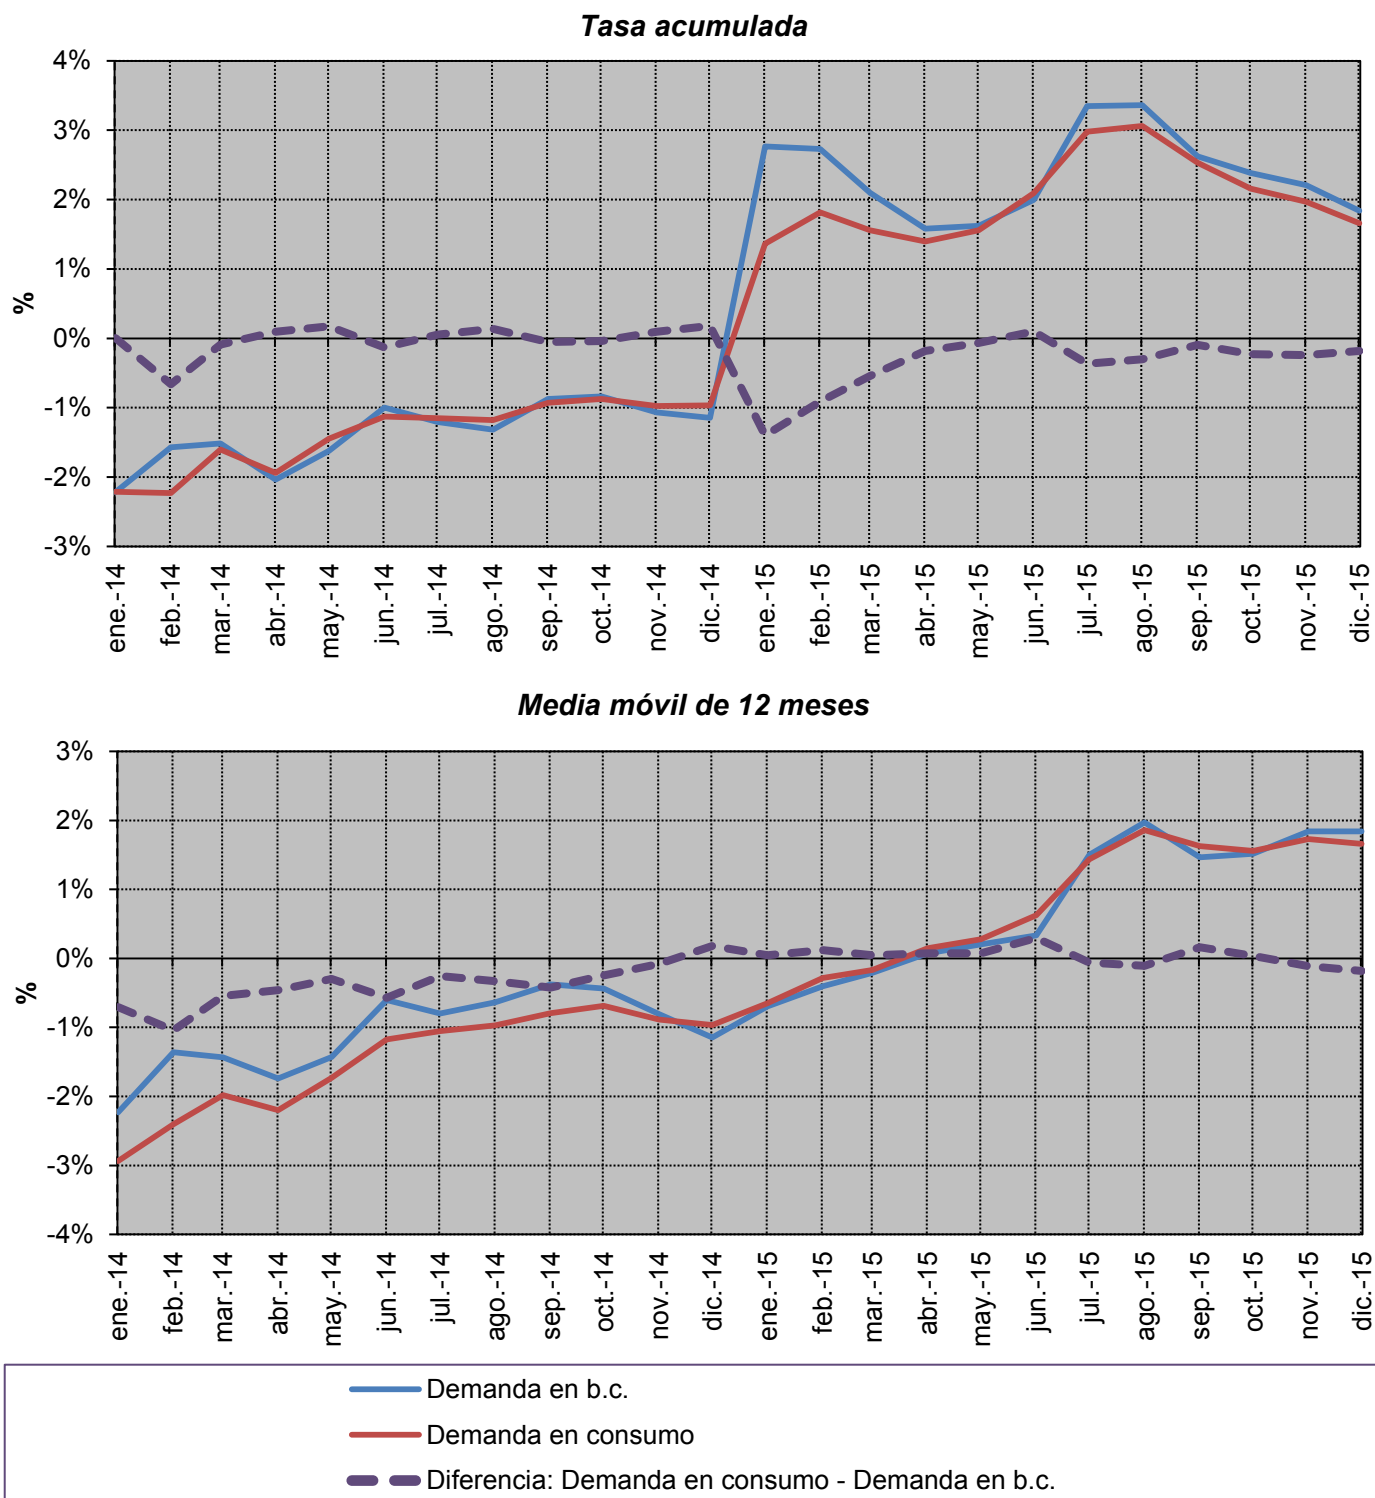 Tasa acumulada
4%
3%
2%
1%
0%
-1%
-2%
-3%
%
ene.-14
feb.-14
mar.-14
abr.-14
may.-14
jun.-14
jul.-14
ago.-14
sep.-14
oct.-14
nov.-14
dic.-14
ene.-15
feb.-15
mar.-15
abr.-15
may.-15
jun.-15
jul.-15
ago.-15
sep.-15
oct.-15
nov.-15
dic.-15
Media móvil de 12 meses
3%
2%
1%
0%
-1%
-2%
-3%
-4%
%
ene.-14
feb.-14
mar.-14
abr.-14
may.-14
jun.-14
jul.-14
ago.-14
sep.-14
oct.-14
nov.-14
dic.-14
ene.-15
feb.-15
mar.-15
abr.-15
may.-15
jun.-15
jul.-15
ago.-15
sep.-15
oct.-15
nov.-15
dic.-15
Demanda en b.c.
Demanda en consumo
Diferencia: Demanda en consumo - Demanda en b.c.